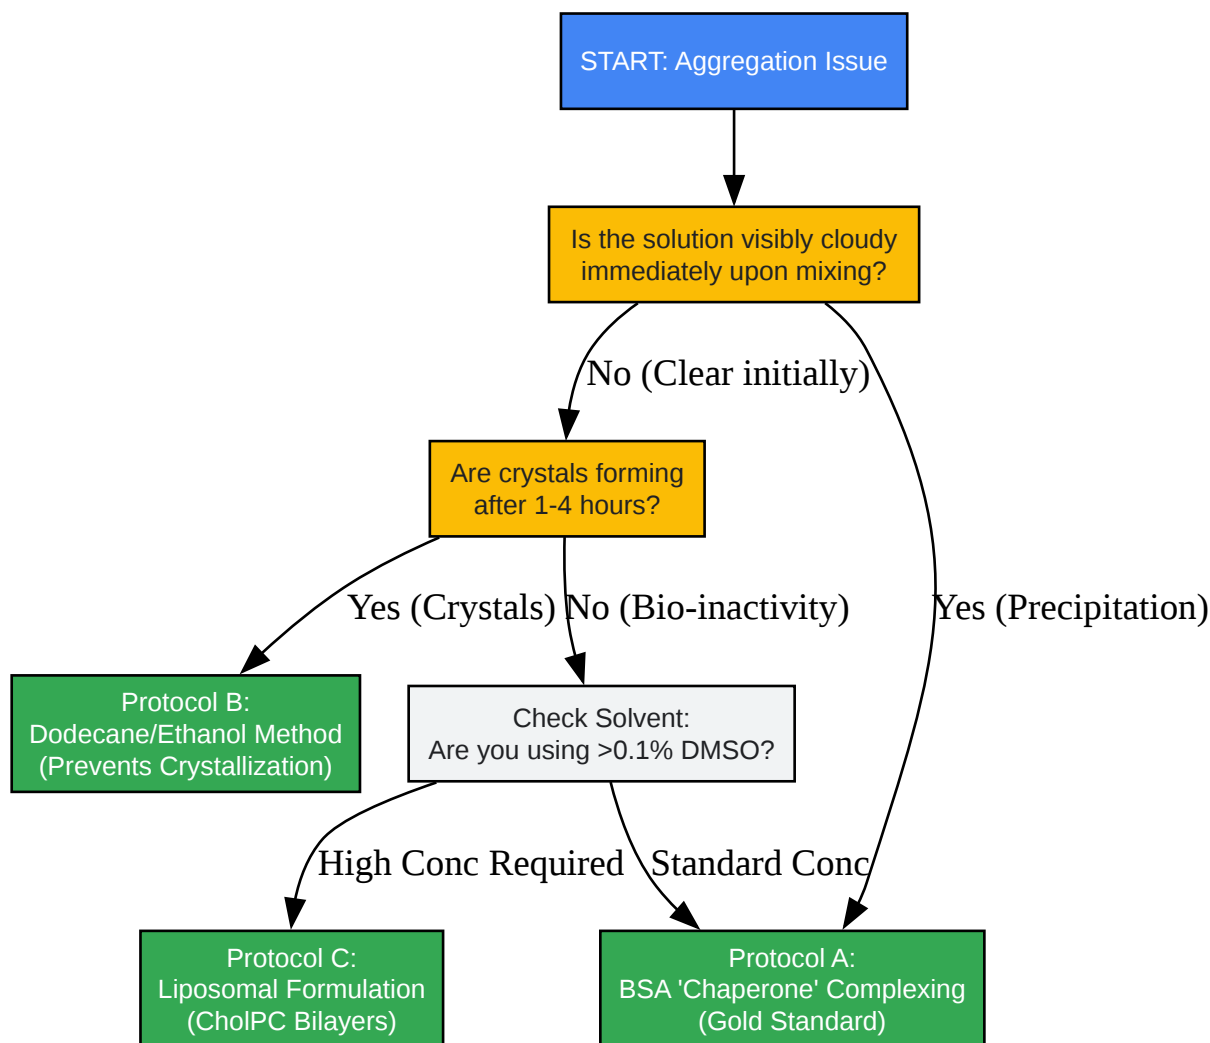 START: Aggregation Issue
Is the solution visibly cloudy
immediately upon mixing?
No (Clear initially)
Are crystals forming
after 1-4 hours?
Yes (Crystals)
No (Bio-inactivity)
Yes (Precipitation)
Protocol B:
Dodecane/Ethanol Method
(Prevents Crystallization)
Check Solvent:
Are you using >0.1% DMSO?
High Conc Required
Standard Conc
Protocol C:
Liposomal Formulation
(CholPC Bilayers)
Protocol A:
BSA 'Chaperone' Complexing
(Gold Standard)